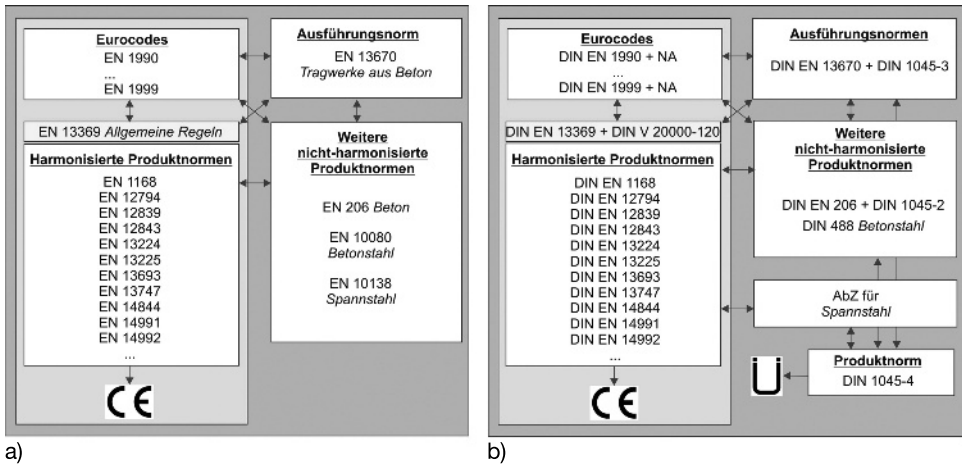 Eurocodes
EN 1990
...
EN 1999
EN 13369 Allgemeine Regeln
Harmonisierte Produktnormen
EN 1168
EN 12794
EN 12839
EN 12843
EN 13224
EN 13225
EN 13693
EN 13747
EN 14844
EN 14991
EN 14992
...
CE
Ausführungsnorm
EN 13670
Tragwerke aus Beton
Weitere
nicht-harmonisierte
Produktnormen
EN 206 Beton
EN 10080
Betonstahl
EN 10138
Spannstahl
a)
Eurocodes
DIN EN 1990 + NA
...
DIN EN 1999 + NA
DIN EN 13369 + DIN V 20000-120
Harmonisierte Produktnormen
DIN EN 1168
DIN EN 12794
DIN EN 12839
DIN EN 12843
DIN EN 13224
DIN EN 13225
DIN EN 13693
DIN EN 13747
DIN EN 14844
DIN EN 14991
DIN EN 14992
...
CE
Ausführungsnormen
DIN EN 13670 + DIN 1045-3
Weitere
nicht-harmonisierte
Produktnormen
DIN EN 206 + DIN 1045-2
DIN 488 Betonstahl
AbZ für
Spannstahl
Produktnorm
DIN 1045-4
Ü
b)